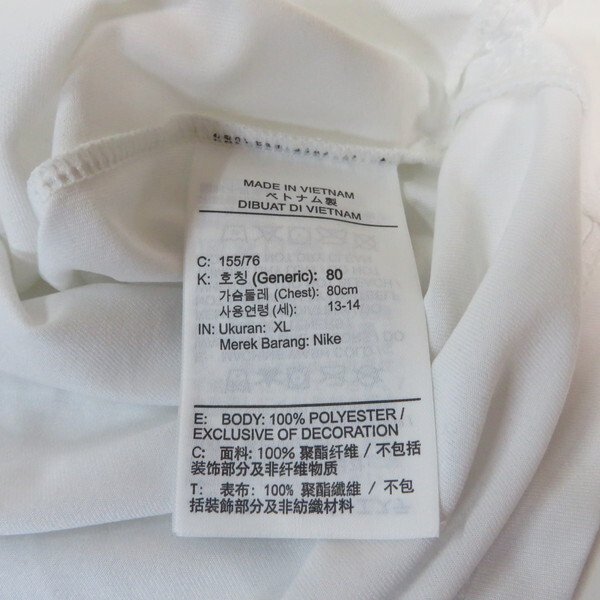 MADE IN VIETNAM
ベトナム製
DIBUAT DI VIETNAM
C: 155/76
K: 호칭 (Generic): 80
가슴둘레 (Chest): 80cm
사용연령 (세): 13-14
IN: Ukuran: XL
Merek Barang: Nike
E: BODY: 100% POLYESTER /
EXCLUSIVE OF DECORATION
C: 面料: 100% 聚酯纤维 / 不包括
装饰部分及非纤维物质
T: 表布: 100% 聚酯纖維 / 不包
括裝飾部分及非紡織材料